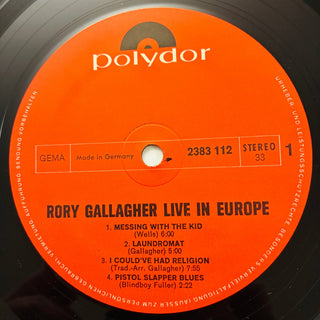 polydor
GEMA
Made in Germany
2383 112
STEREO
33
1
RORY GALLAGHER LIVE IN EUROPE
1. MESSING WITH THE KID
(Wells) 6:00
2. LAUNDROMAT
(Gallagher) 5:00
3. I COULD'VE HAD RELIGION
(Trad.-Arr. Gallagher) 7:55
4. PISTOL SLAPPER BLUES
(Blindboy Fuller) 2:22